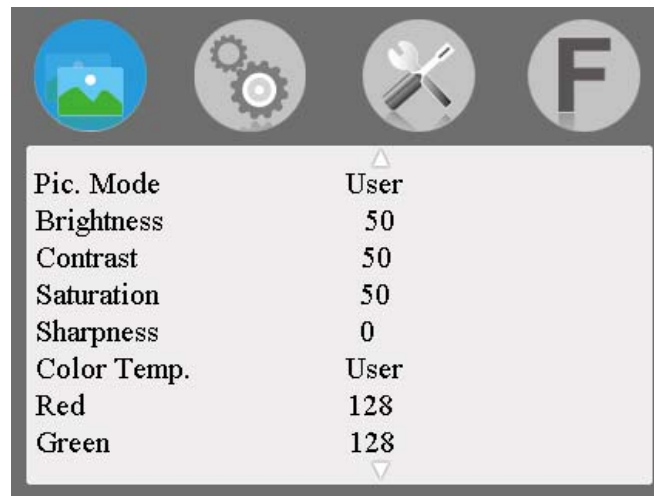 F
Pic. Mode User
Brightness 50
Contrast 50
Saturation 50
Sharpness 0
Color Temp. User
Red 128
Green 128